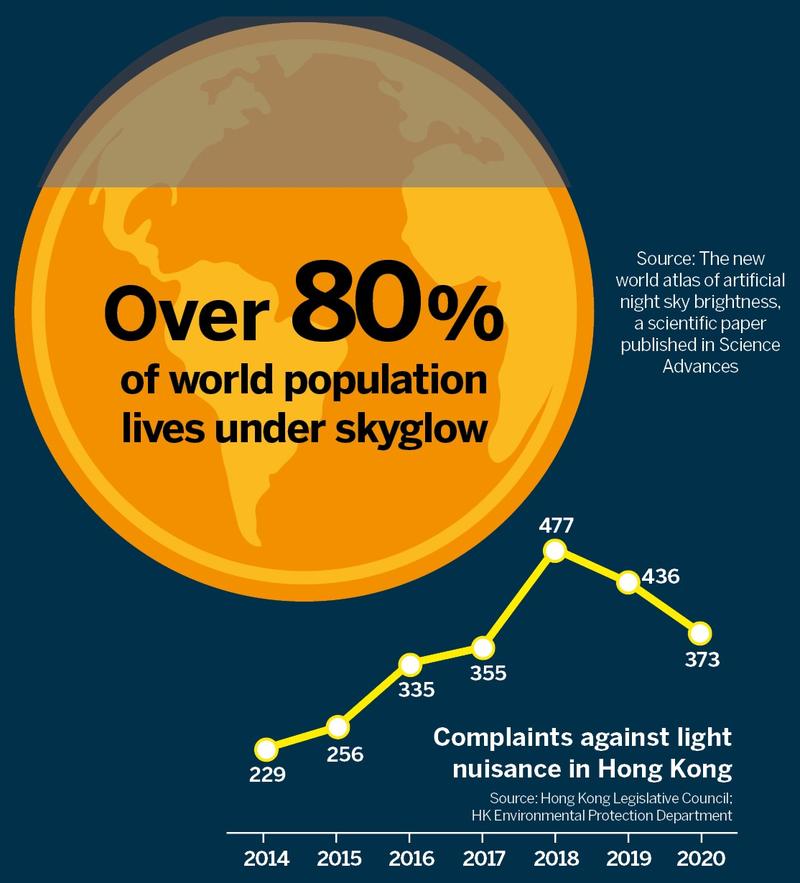 Over 80%
of world population
lives under skyglow
Source: The new
world atlas of artificial
night sky brightness,
a scientific paper
published in Science
Advances
477
436
373
355
335
256
229
Complaints against light
nuisance in Hong Kong
Source: Hong Kong Legislative Council;
HK Environmental Protection Department
2014 2015 2016 2017 2018 2019 2020